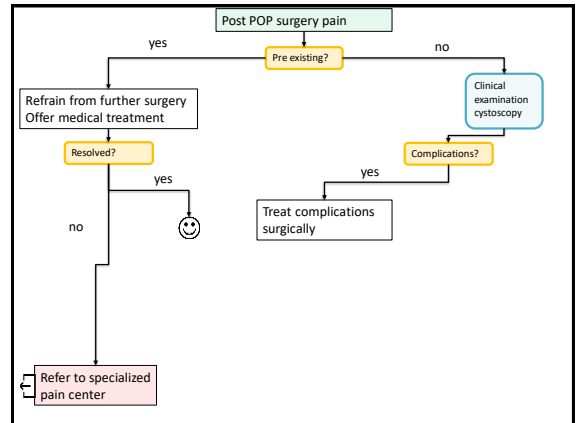 Post POP surgery pain
yes
no
Pre existing?
Refrain from further surgery
Offer medical treatment
Clinical
examination
cystoscopy
Resolved?
Complications?
yes
yes
Treat complications
surgically
no
Refer to specialized
pain center